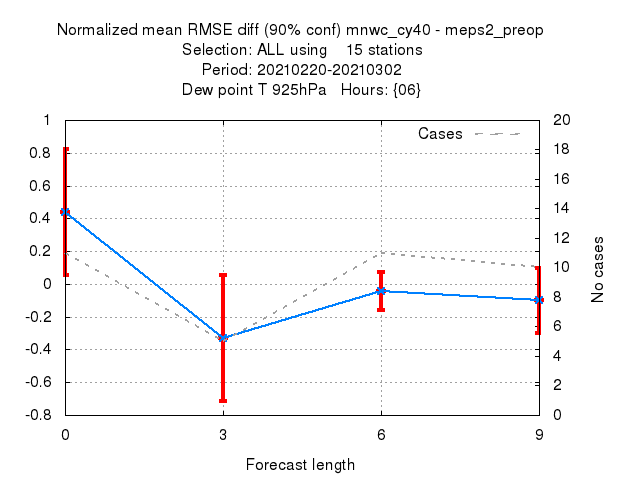 Normalized mean RMSE diff (90% conf) mnwc_cy40 - meps2_preop
Selection: ALL using 15 stations
Period: 20210220-20210302
Dew point T 925hPa Hours: {06}
Cases
1
0.8
0.6
0.4
0.2
0
-0.2
-0.4
-0.6
-0.8
20
18
16
14
12
10
8
6
4
2
0
No cases
0 3 6 9
Forecast length